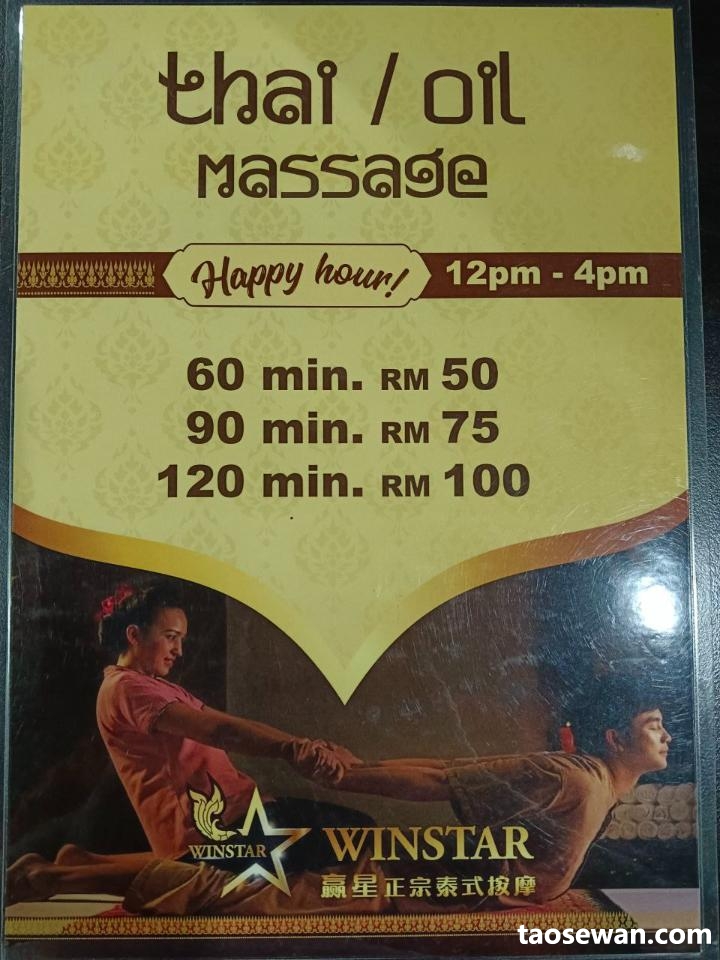 thai / oil
massage
Happy hour!
12pm - 4pm
60 min. RM 50
90 min. RM 75
120 min. RM 100
WINSTAR
WINSTAR
赢星正宗泰式按摩
taosewan.com